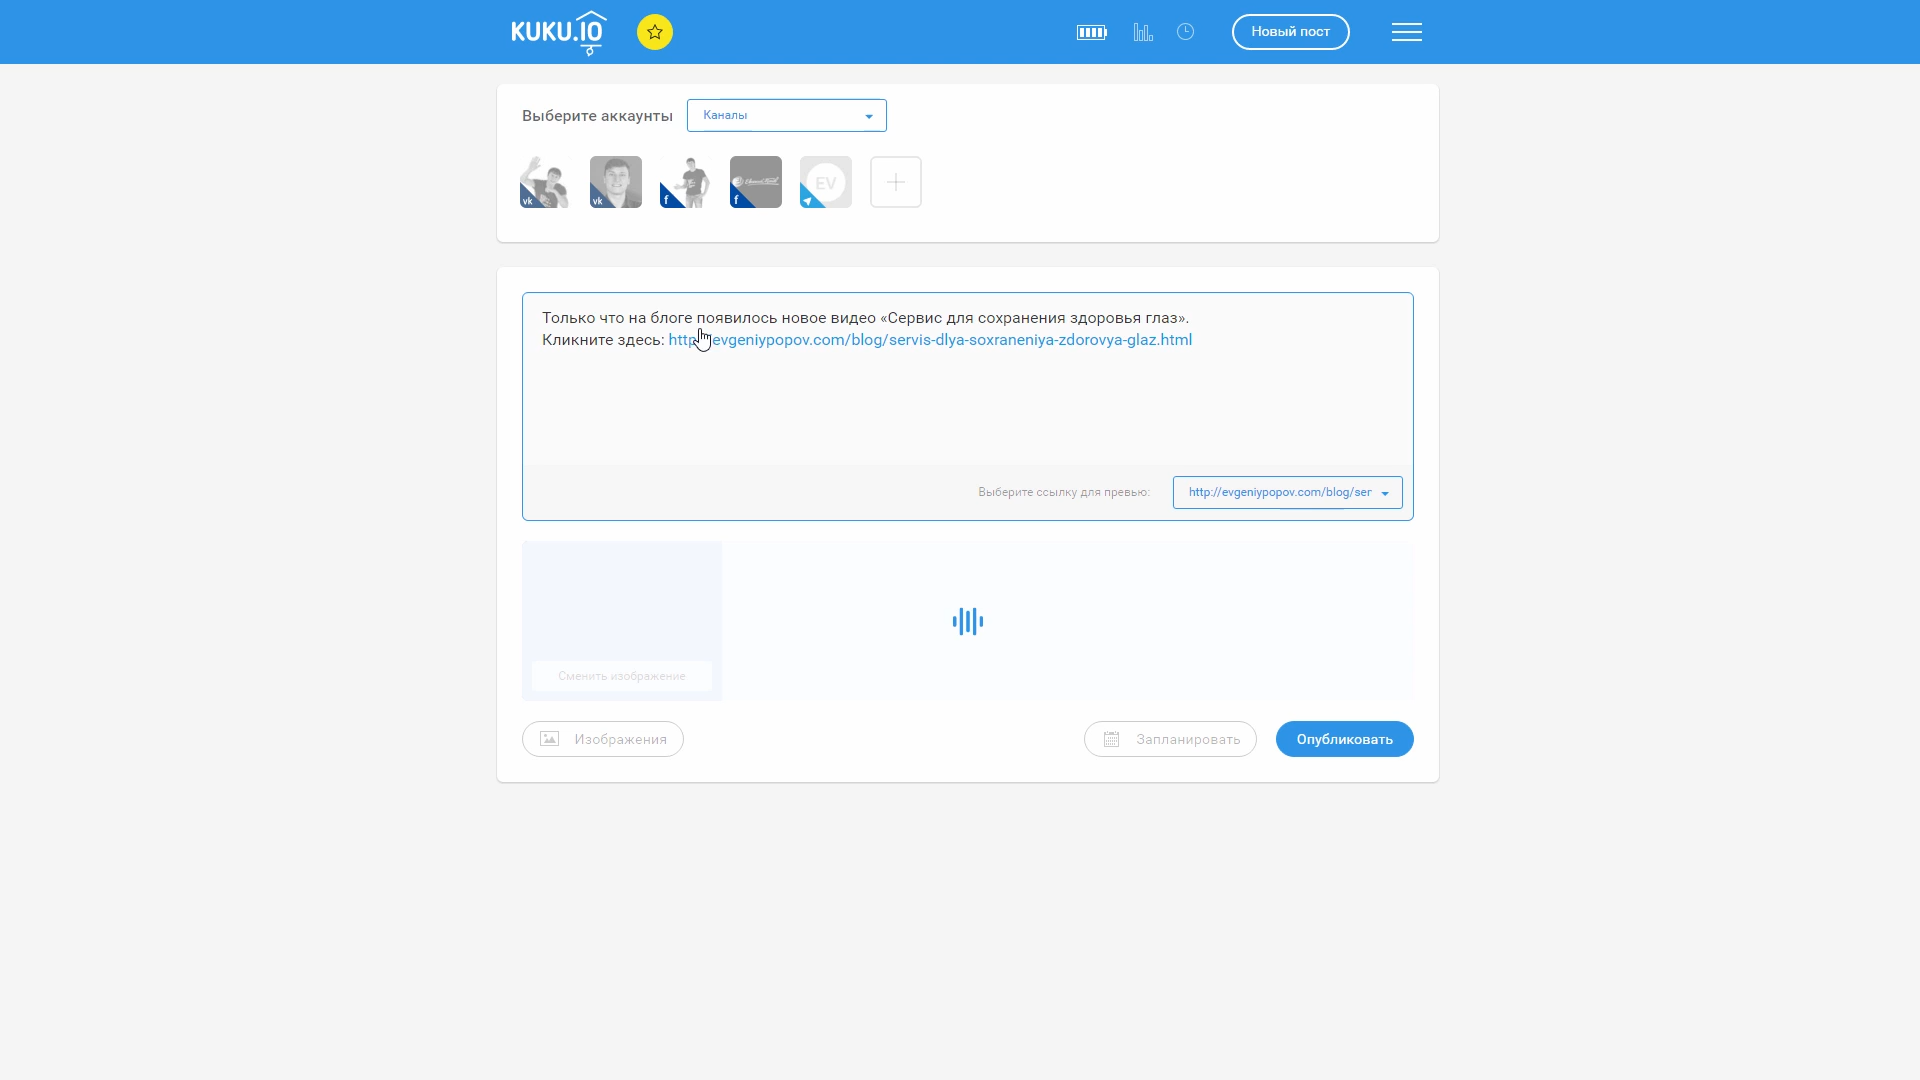 KUKU.IO
Новый пост
Выберите аккаунты
Каналы
vk
vk
f
f
EV
Только что на блоге появилось новое видео «Сервис для сохранения здоровья глаз».
Кликните здесь: http://evgeniypopov.com/blog/servis-dlya-soxraneniya-zdorovya-glaz.html
Выберите ссылку для превью:
http://evgeniypopov.com/blog/ser
Сменить изображение
Изображения
Запланировать
Опубликовать